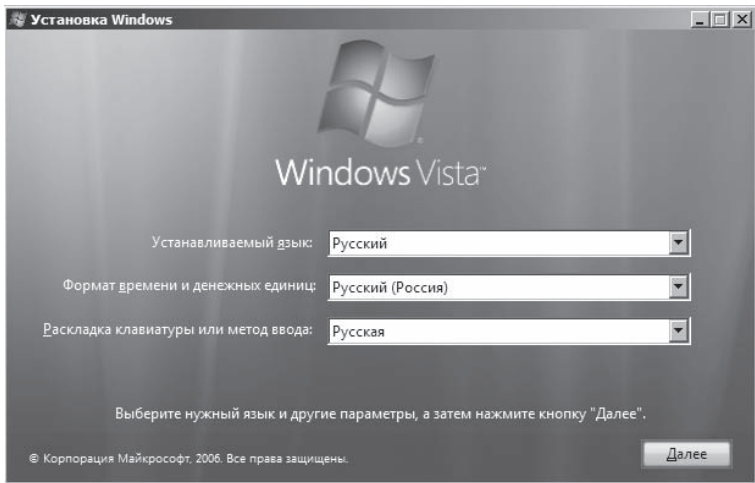 Установка Windows
Windows Vista™
Устанавливаемый язык: Русский
Формат времени и денежных единиц: Русский (Россия)
Раскладка клавиатуры или метод ввода: Русская
Выберите нужный язык и другие параметры, а затем нажмите кнопку "Далее".
© Корпорация Майкрософт, 2006. Все права защищены.
Далее